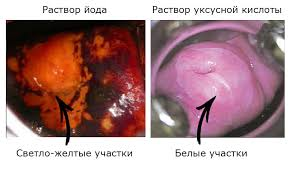 Раствор йода
Раствор уксусной кислоты
Светло-желтые участки
Белые участки